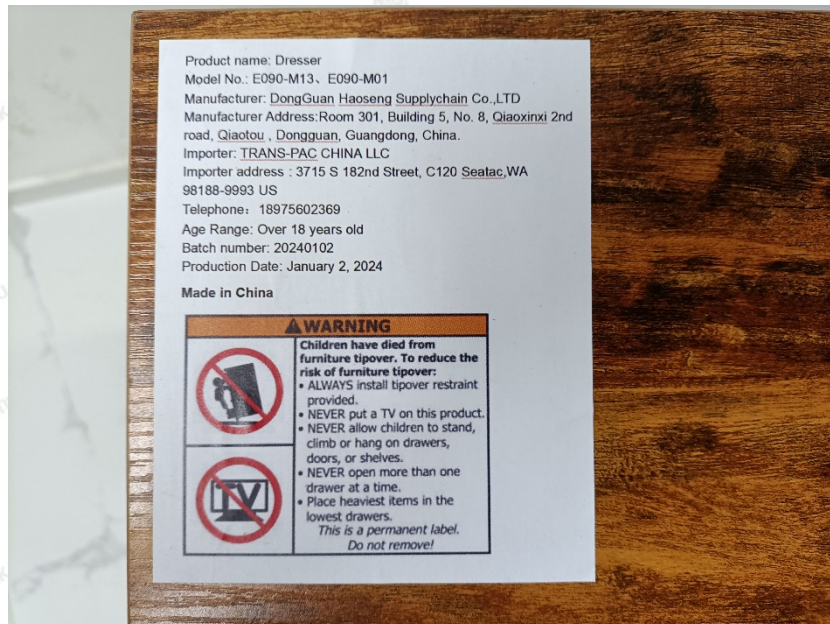 Product name: Dresser
Model No.: E090-M13、E090-M01
Manufacturer: DongGuan Haoseng Supplychain Co.,LTD
Manufacturer Address:Room 301, Building 5, No. 8, Qiaoxinxi 2nd
road, Qiaotou , Dongguan, Guangdong, China.
Importer: TRANS-PAC CHINA LLC
Importer address : 3715 S 182nd Street, C120 Seatac,WA
98188-9993 US
Telephone： 18975602369
Age Range: Over 18 years old
Batch number: 20240102
Production Date: January 2, 2024
Made in China
WARNING
Children have died from
furniture tipover. To reduce the
risk of furniture tipover:
• ALWAYS install tipover restraint
provided.
• NEVER put a TV on this product.
• NEVER allow children to stand,
climb or hang on drawers,
doors, or shelves.
• NEVER open more than one
drawer at a time.
• Place heaviest items in the
lowest drawers.
This is a permanent label.
Do not remove!
TV